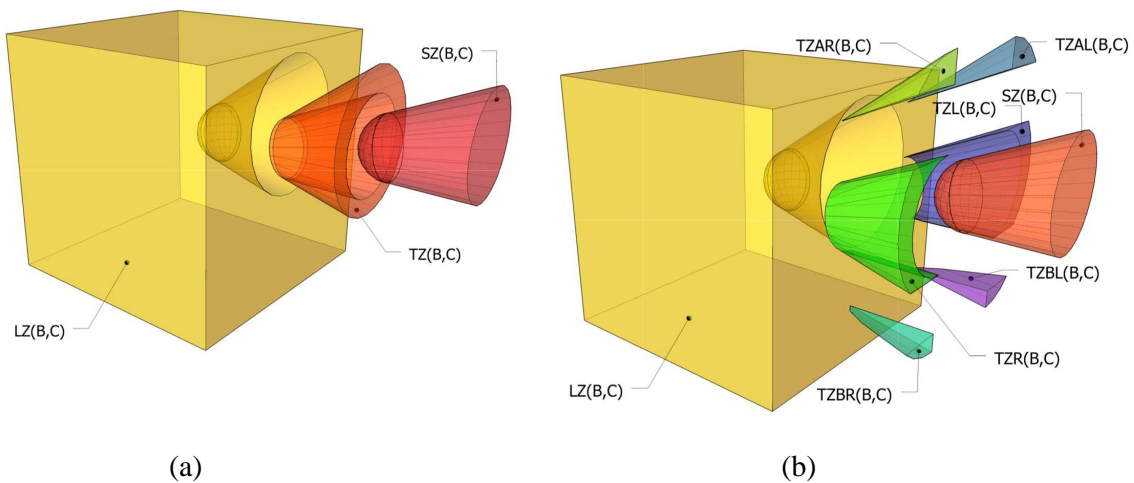 SZ(B,C)
TZ(B,C)
LZ(B,C)
TZAR(B,C)
TZAL(B,C)
SZ(B,C)
TZL(B,C)
TZBL(B,C)
TZR(B,C)
LZ(B,C)
TZBR(B,C)
(a)
(b)